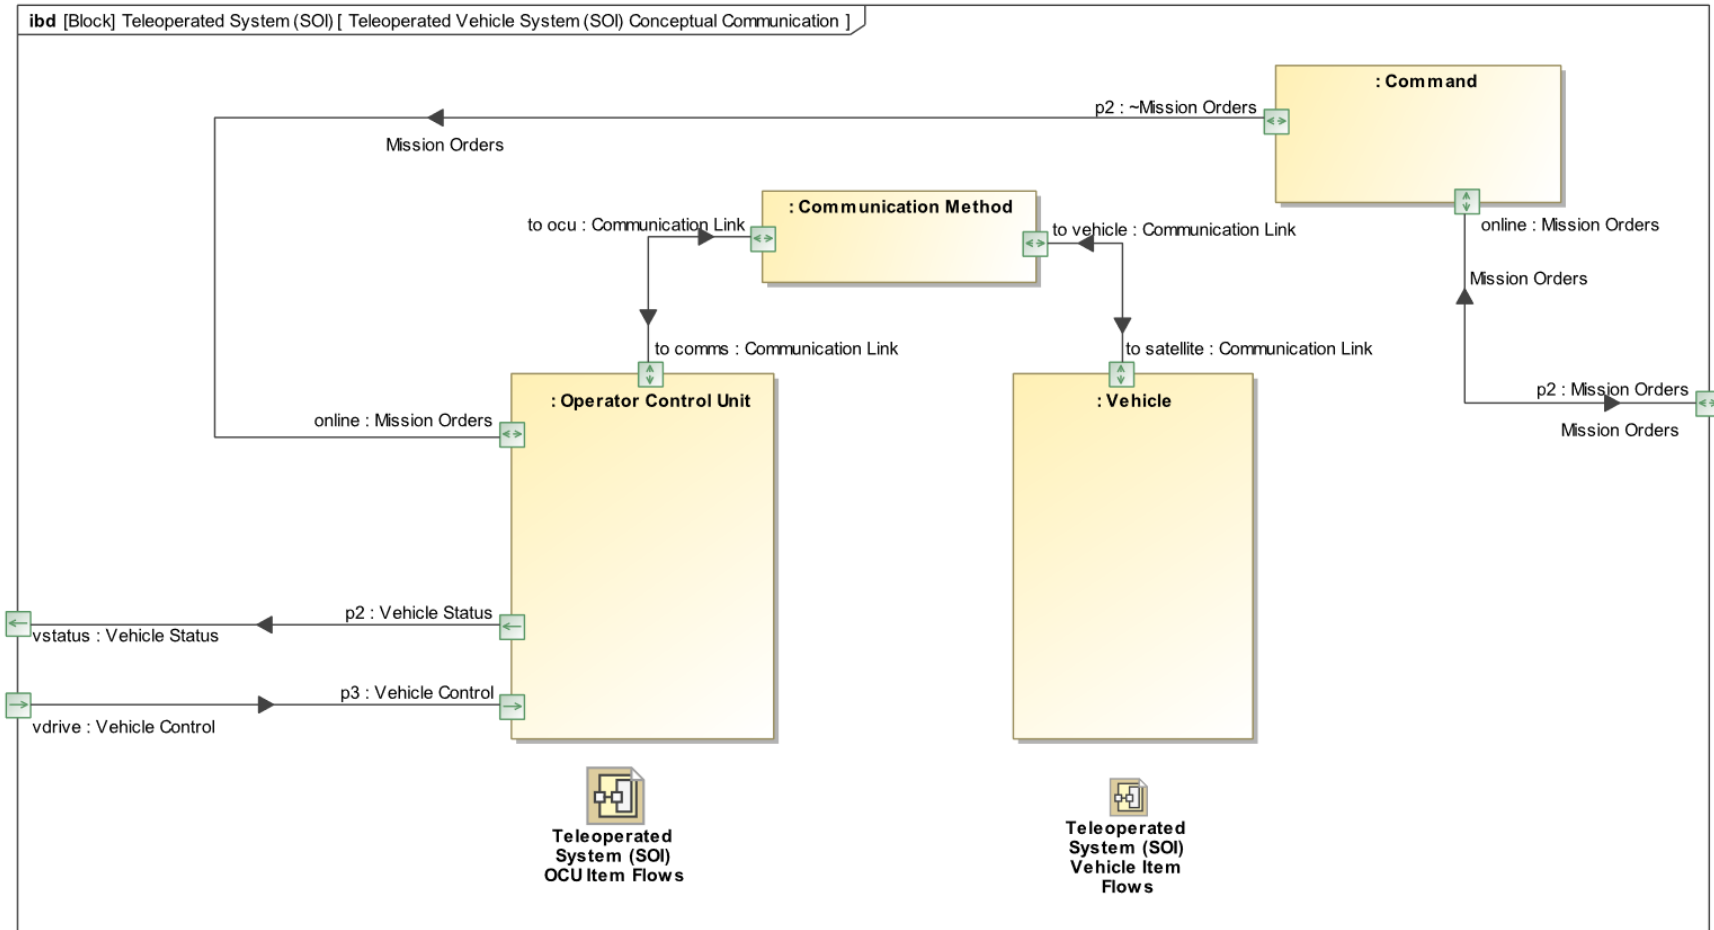 ibd [Block] Teleoperated System (SOI) [ Teleoperated Vehicle System (SOI) Conceptual Communication ]
: Command
p2 : ~Mission Orders
Mission Orders
: Communication Method
to ocu : Communication Link
to vehicle : Communication Link
online : Mission Orders
Mission Orders
to comms : Communication Link
to satellite : Communication Link
p2 : Mission Orders
Mission Orders
: Operator Control Unit
: Vehicle
online : Mission Orders
p2 : Vehicle Status
vstatus : Vehicle Status
p3 : Vehicle Control
vdrive : Vehicle Control
Teleoperated
System (SOI)
OCU Item Flows
Teleoperated
System (SOI)
Vehicle Item
Flows